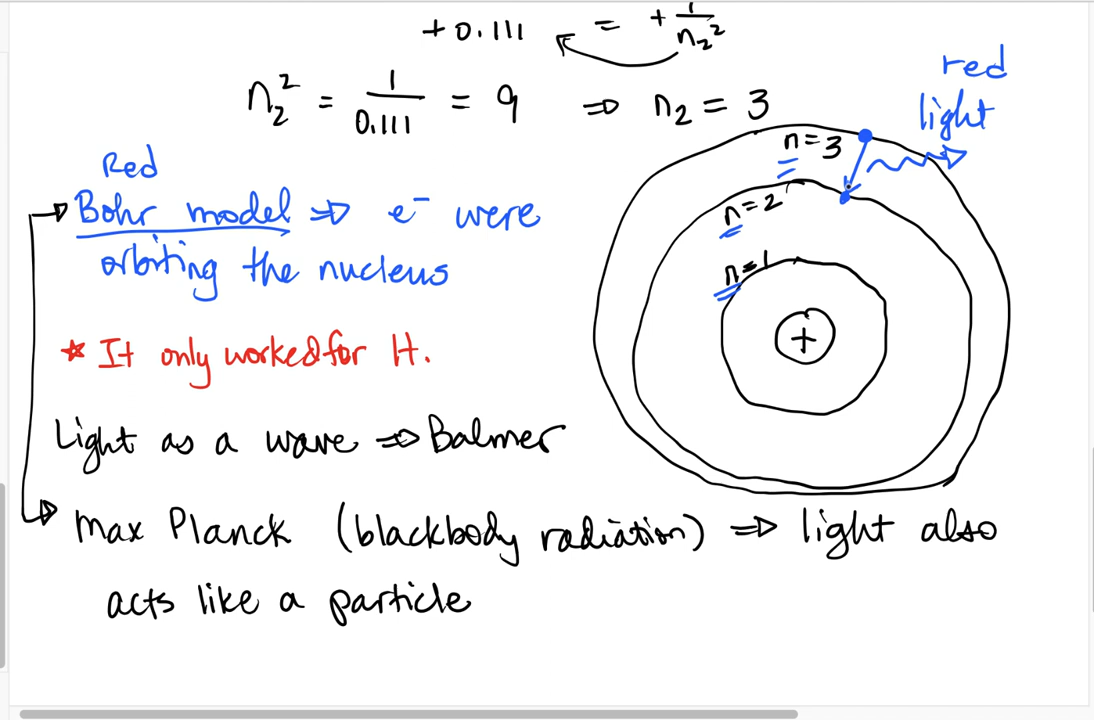 +0.111 = + 1/n₂²
n₂² = 1/0.111 = 9 ⇒ n₂ = 3
red
light
n=3
n=2
n=1
+
Red
Bohr model ⇒ e⁻ were
orbiting the nucleus
* It only worked for H.
Light as a wave ⇒ Balmer
Max Planck (blackbody radiation) ⇒ light also
acts like a particle